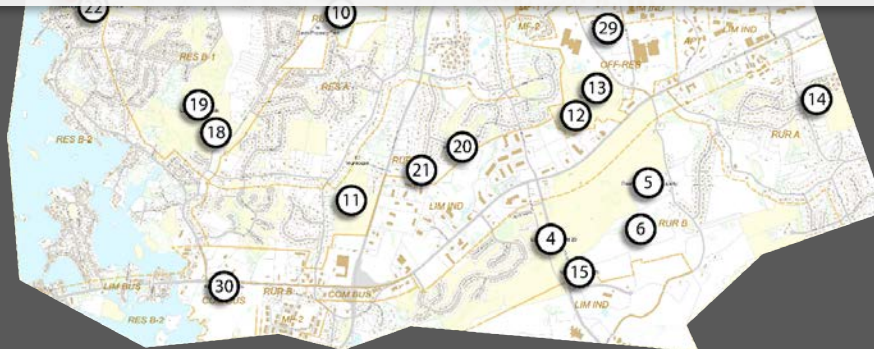 22
10
29
MF-2
LIM IND
RES B-1
OFF-RES
APT
RES A
13
14
19
12
18
RES B-2
20
RUR A
21
5
11
LIM IND
6
RUR B
4
15
LIM BUS
30
RUR B
COM BUS
LIM IND
RES B-2
MF-2